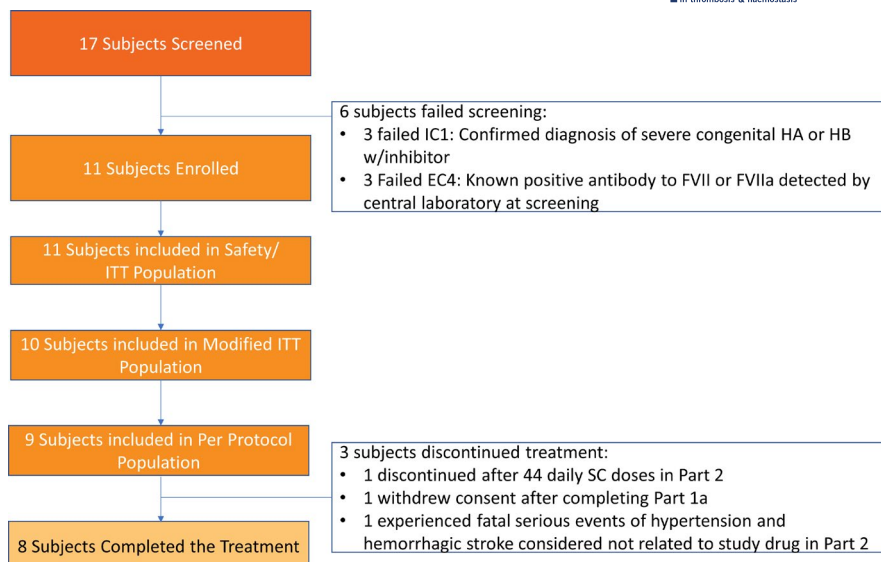 in thrombosis & haemostasis
17 Subjects Screened
6 subjects failed screening:
• 3 failed IC1: Confirmed diagnosis of severe congenital HA or HB
w/inhibitor
• 3 Failed EC4: Known positive antibody to FVII or FVIIa detected by
central laboratory at screening
11 Subjects Enrolled
11 Subjects included in Safety/
ITT Population
10 Subjects included in Modified ITT
Population
9 Subjects included in Per Protocol
Population
3 subjects discontinued treatment:
• 1 discontinued after 44 daily SC doses in Part 2
• 1 withdrew consent after completing Part 1a
• 1 experienced fatal serious events of hypertension and
hemorrhagic stroke considered not related to study drug in Part 2
8 Subjects Completed the Treatment